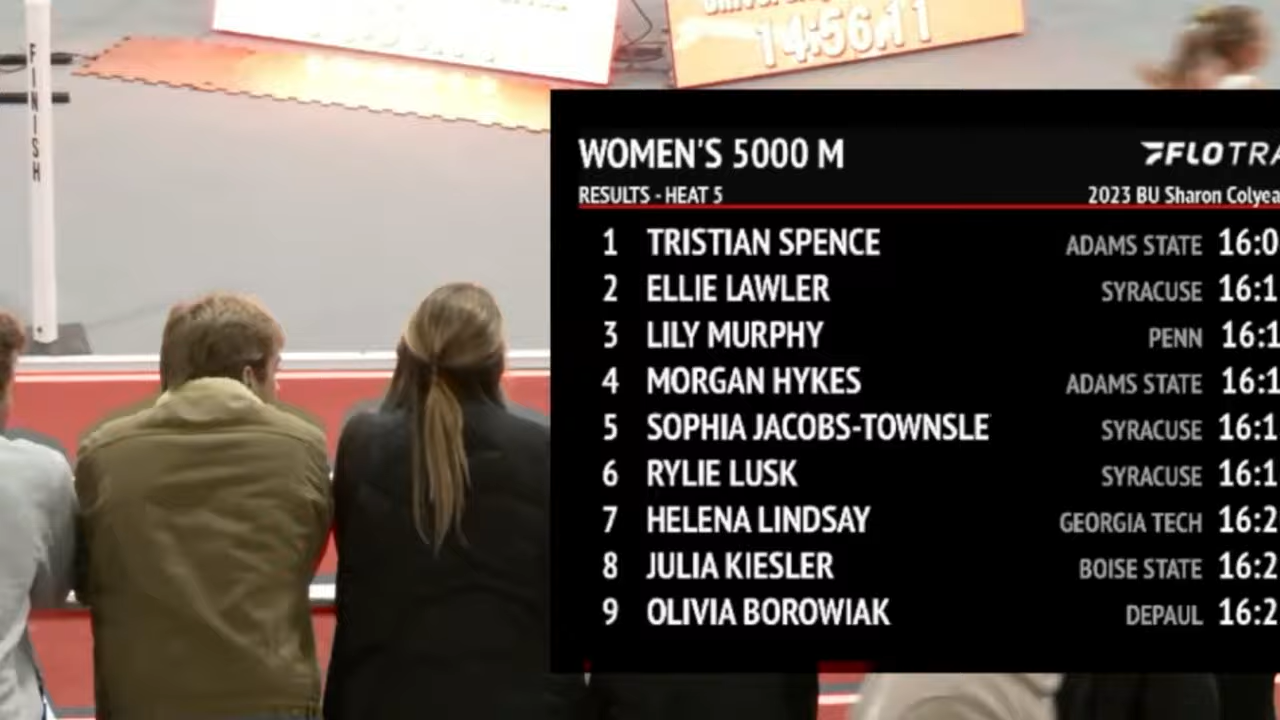 14:56.11
FINISH
WOMEN'S 5000 M
FLOTRA
RESULTS - HEAT 5
2023 BU Sharon Colyea
1 TRISTIAN SPENCE ADAMS STATE 16:0
2 ELLIE LAWLER SYRACUSE 16:1
3 LILY MURPHY PENN 16:1
4 MORGAN HYKES ADAMS STATE 16:1
5 SOPHIA JACOBS-TOWNSLE SYRACUSE 16:1
6 RYLIE LUSK SYRACUSE 16:1
7 HELENA LINDSAY GEORGIA TECH 16:2
8 JULIA KIESLER BOISE STATE 16:2
9 OLIVIA BOROWIAK DEPAUL 16:2